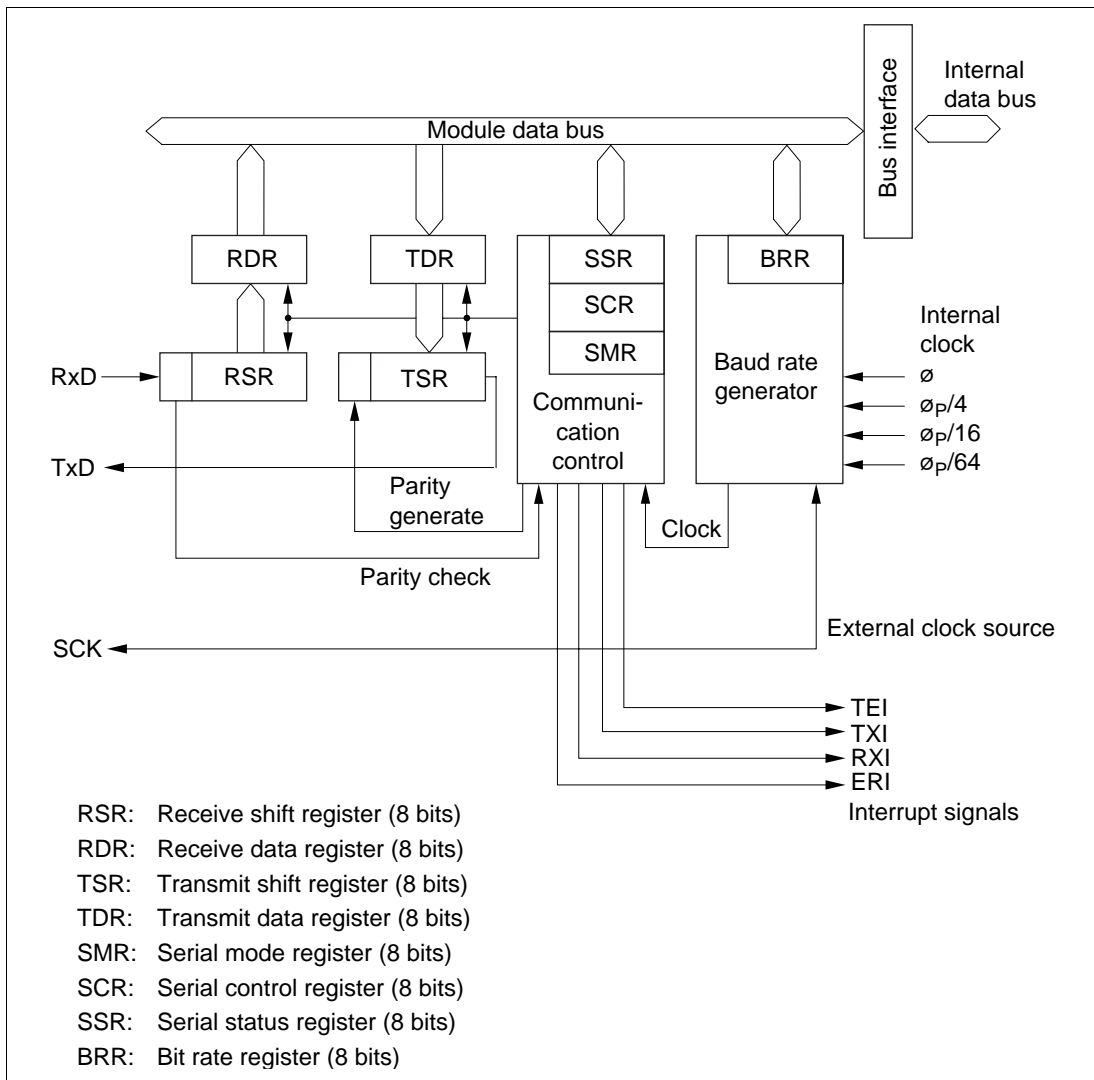 Module data bus
Bus interface
Internal
data bus
RDR
TDR
SSR
SCR
SMR
BRR
RxD
RSR
TSR
Communi-
cation
control
Baud rate
generator
Internal
clock
ø
øP/4
øP/16
øP/64
TxD
Parity
generate
Clock
Parity check
External clock source
SCK
TEI
TXI
RXI
ERI
Interrupt signals
RSR: Receive shift register (8 bits)
RDR: Receive data register (8 bits)
TSR: Transmit shift register (8 bits)
TDR: Transmit data register (8 bits)
SMR: Serial mode register (8 bits)
SCR: Serial control register (8 bits)
SSR: Serial status register (8 bits)
BRR: Bit rate register (8 bits)